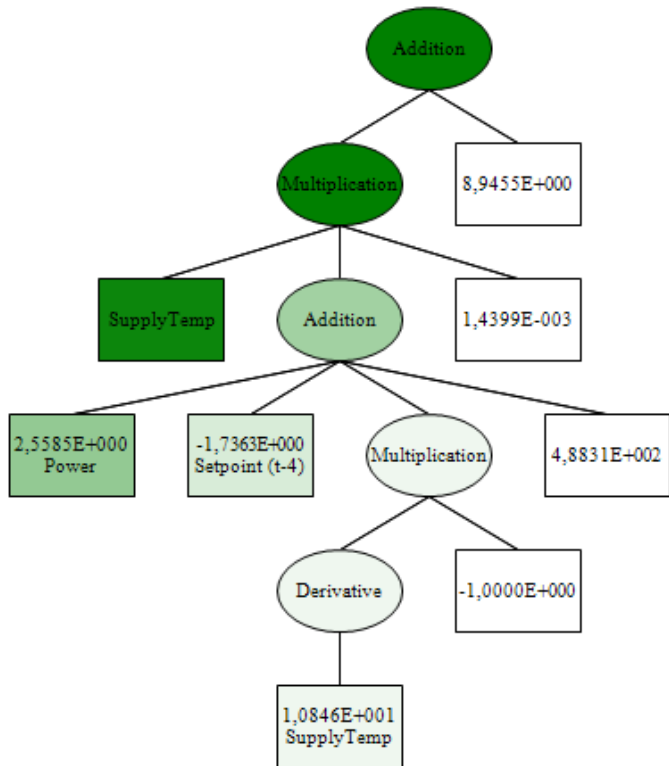 Addition
Multiplication
8,9455E+000
SupplyTemp
Addition
1,4399E-003
2,5585E+000
Power
-1,7363E+000
Setpoint (t-4)
Multiplication
4,8831E+002
Derivative
-1,0000E+000
1,0846E+001
SupplyTemp